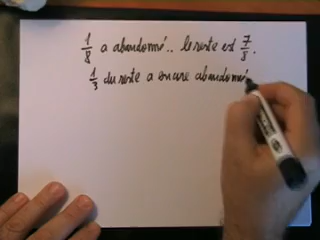 1/8 a abandonné.. le reste est 7/8.
1/3 du reste a encore abandonné